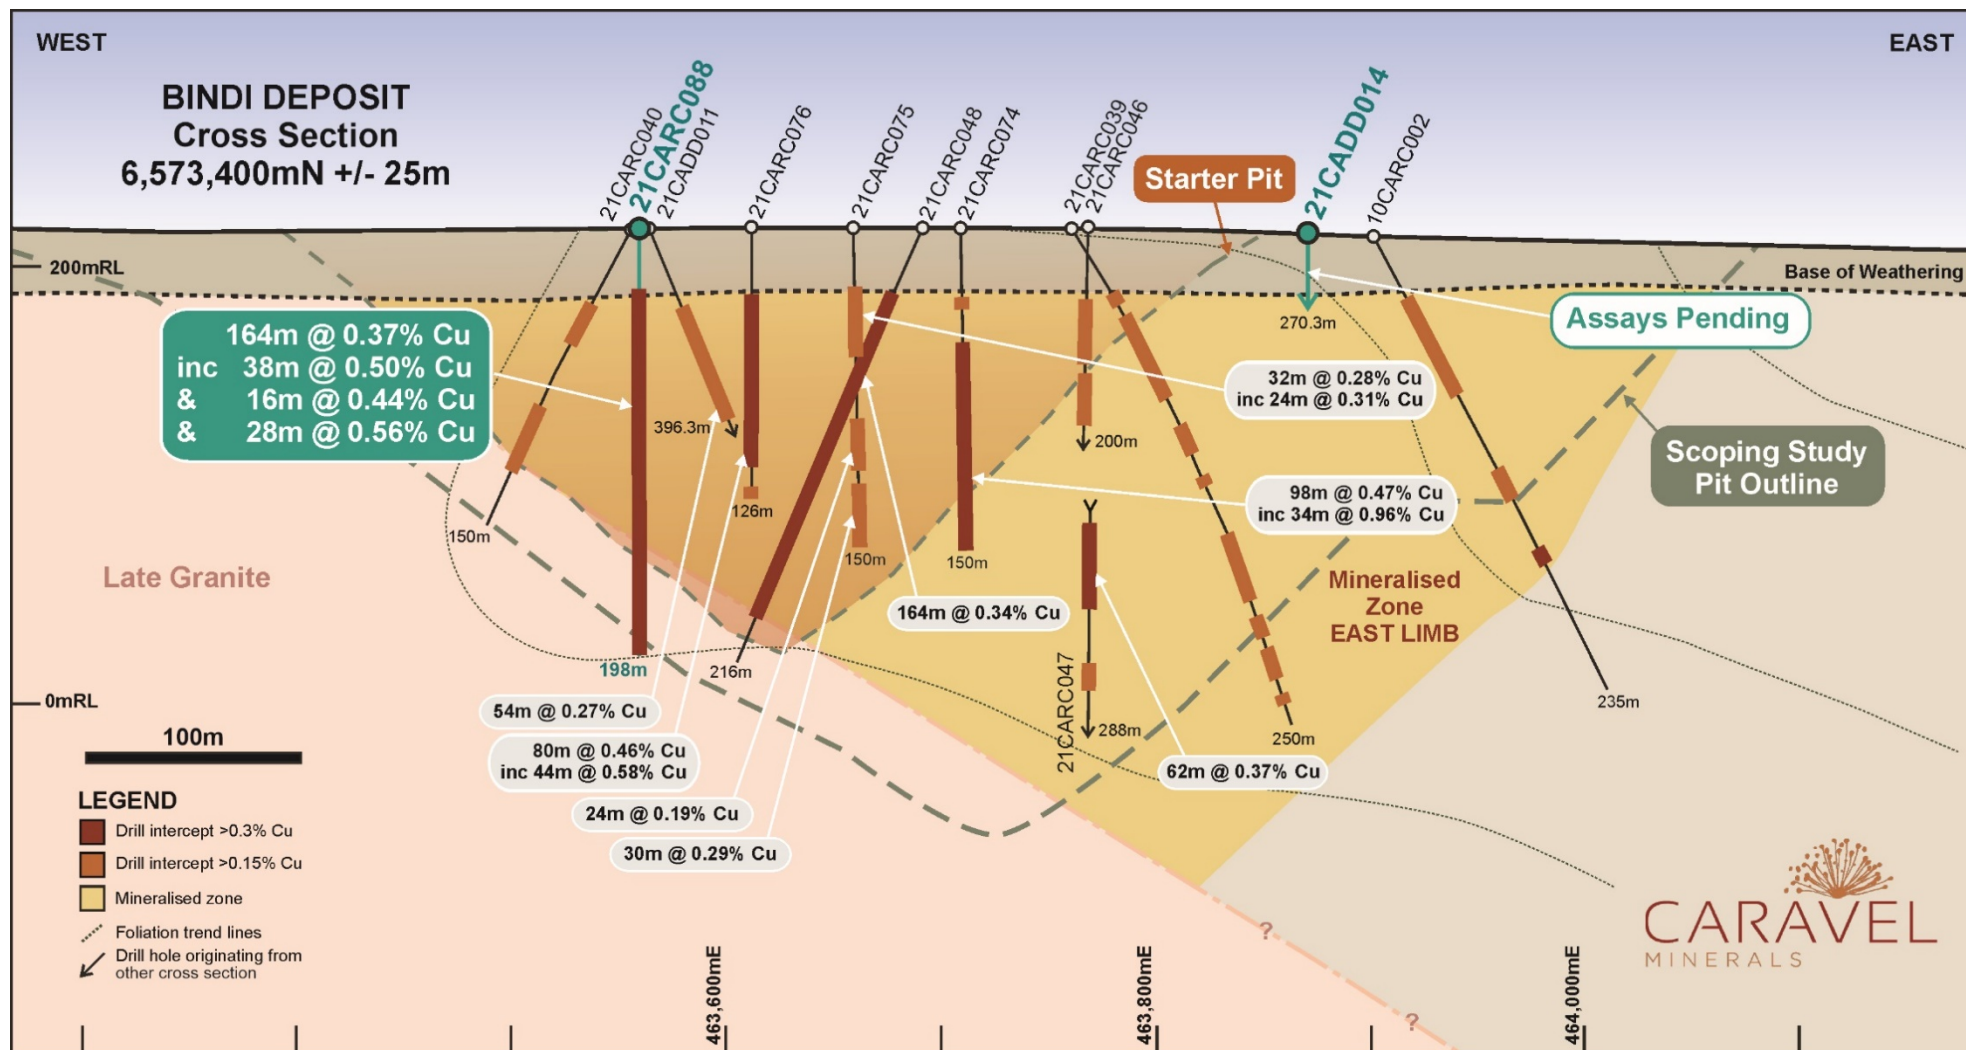 WEST
EAST
BINDI DEPOSIT
Cross Section
6,573,400mN +/- 25m
21CARC040
21CARC088
21CADD011
21CARC076
21CARC075
21CARC048
21CARC074
21CARC039
21CARC046
21CADD014
10CARC002
Starter Pit
200mRL
Base of Weathering
164m @ 0.37% Cu
inc 38m @ 0.50% Cu
& 16m @ 0.44% Cu
& 28m @ 0.56% Cu
270.3m
Assays Pending
32m @ 0.28% Cu
inc 24m @ 0.31% Cu
396.3m
200m
Scoping Study
Pit Outline
98m @ 0.47% Cu
inc 34m @ 0.96% Cu
126m
150m
150m
150m
Late Granite
Mineralised
Zone
EAST LIMB
164m @ 0.34% Cu
198m
216m
21CARC047
0mRL
54m @ 0.27% Cu
235m
288m
250m
100m
80m @ 0.46% Cu
inc 44m @ 0.58% Cu
62m @ 0.37% Cu
24m @ 0.19% Cu
30m @ 0.29% Cu
LEGEND
Drill intercept >0.3% Cu
Drill intercept >0.15% Cu
Mineralised zone
Foliation trend lines
Drill hole originating from
other cross section
?
?
CARAVEL
MINERALS
463,600mE
463,800mE
464,000mE